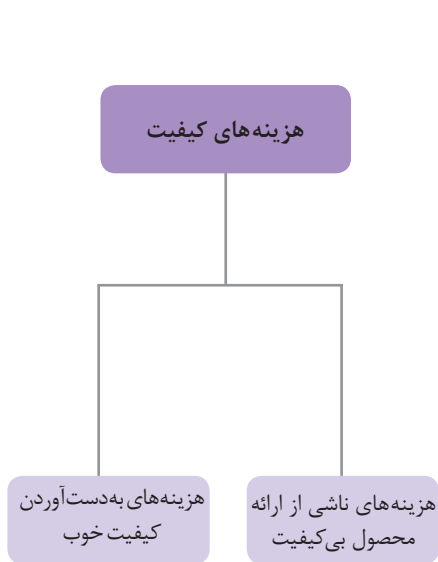 هزینه‌های کیفیت
هزینه‌های ناشی از ارائه
محصول بی‌کیفیت
هزینه‌های به‌دست‌آوردن
کیفیت خوب